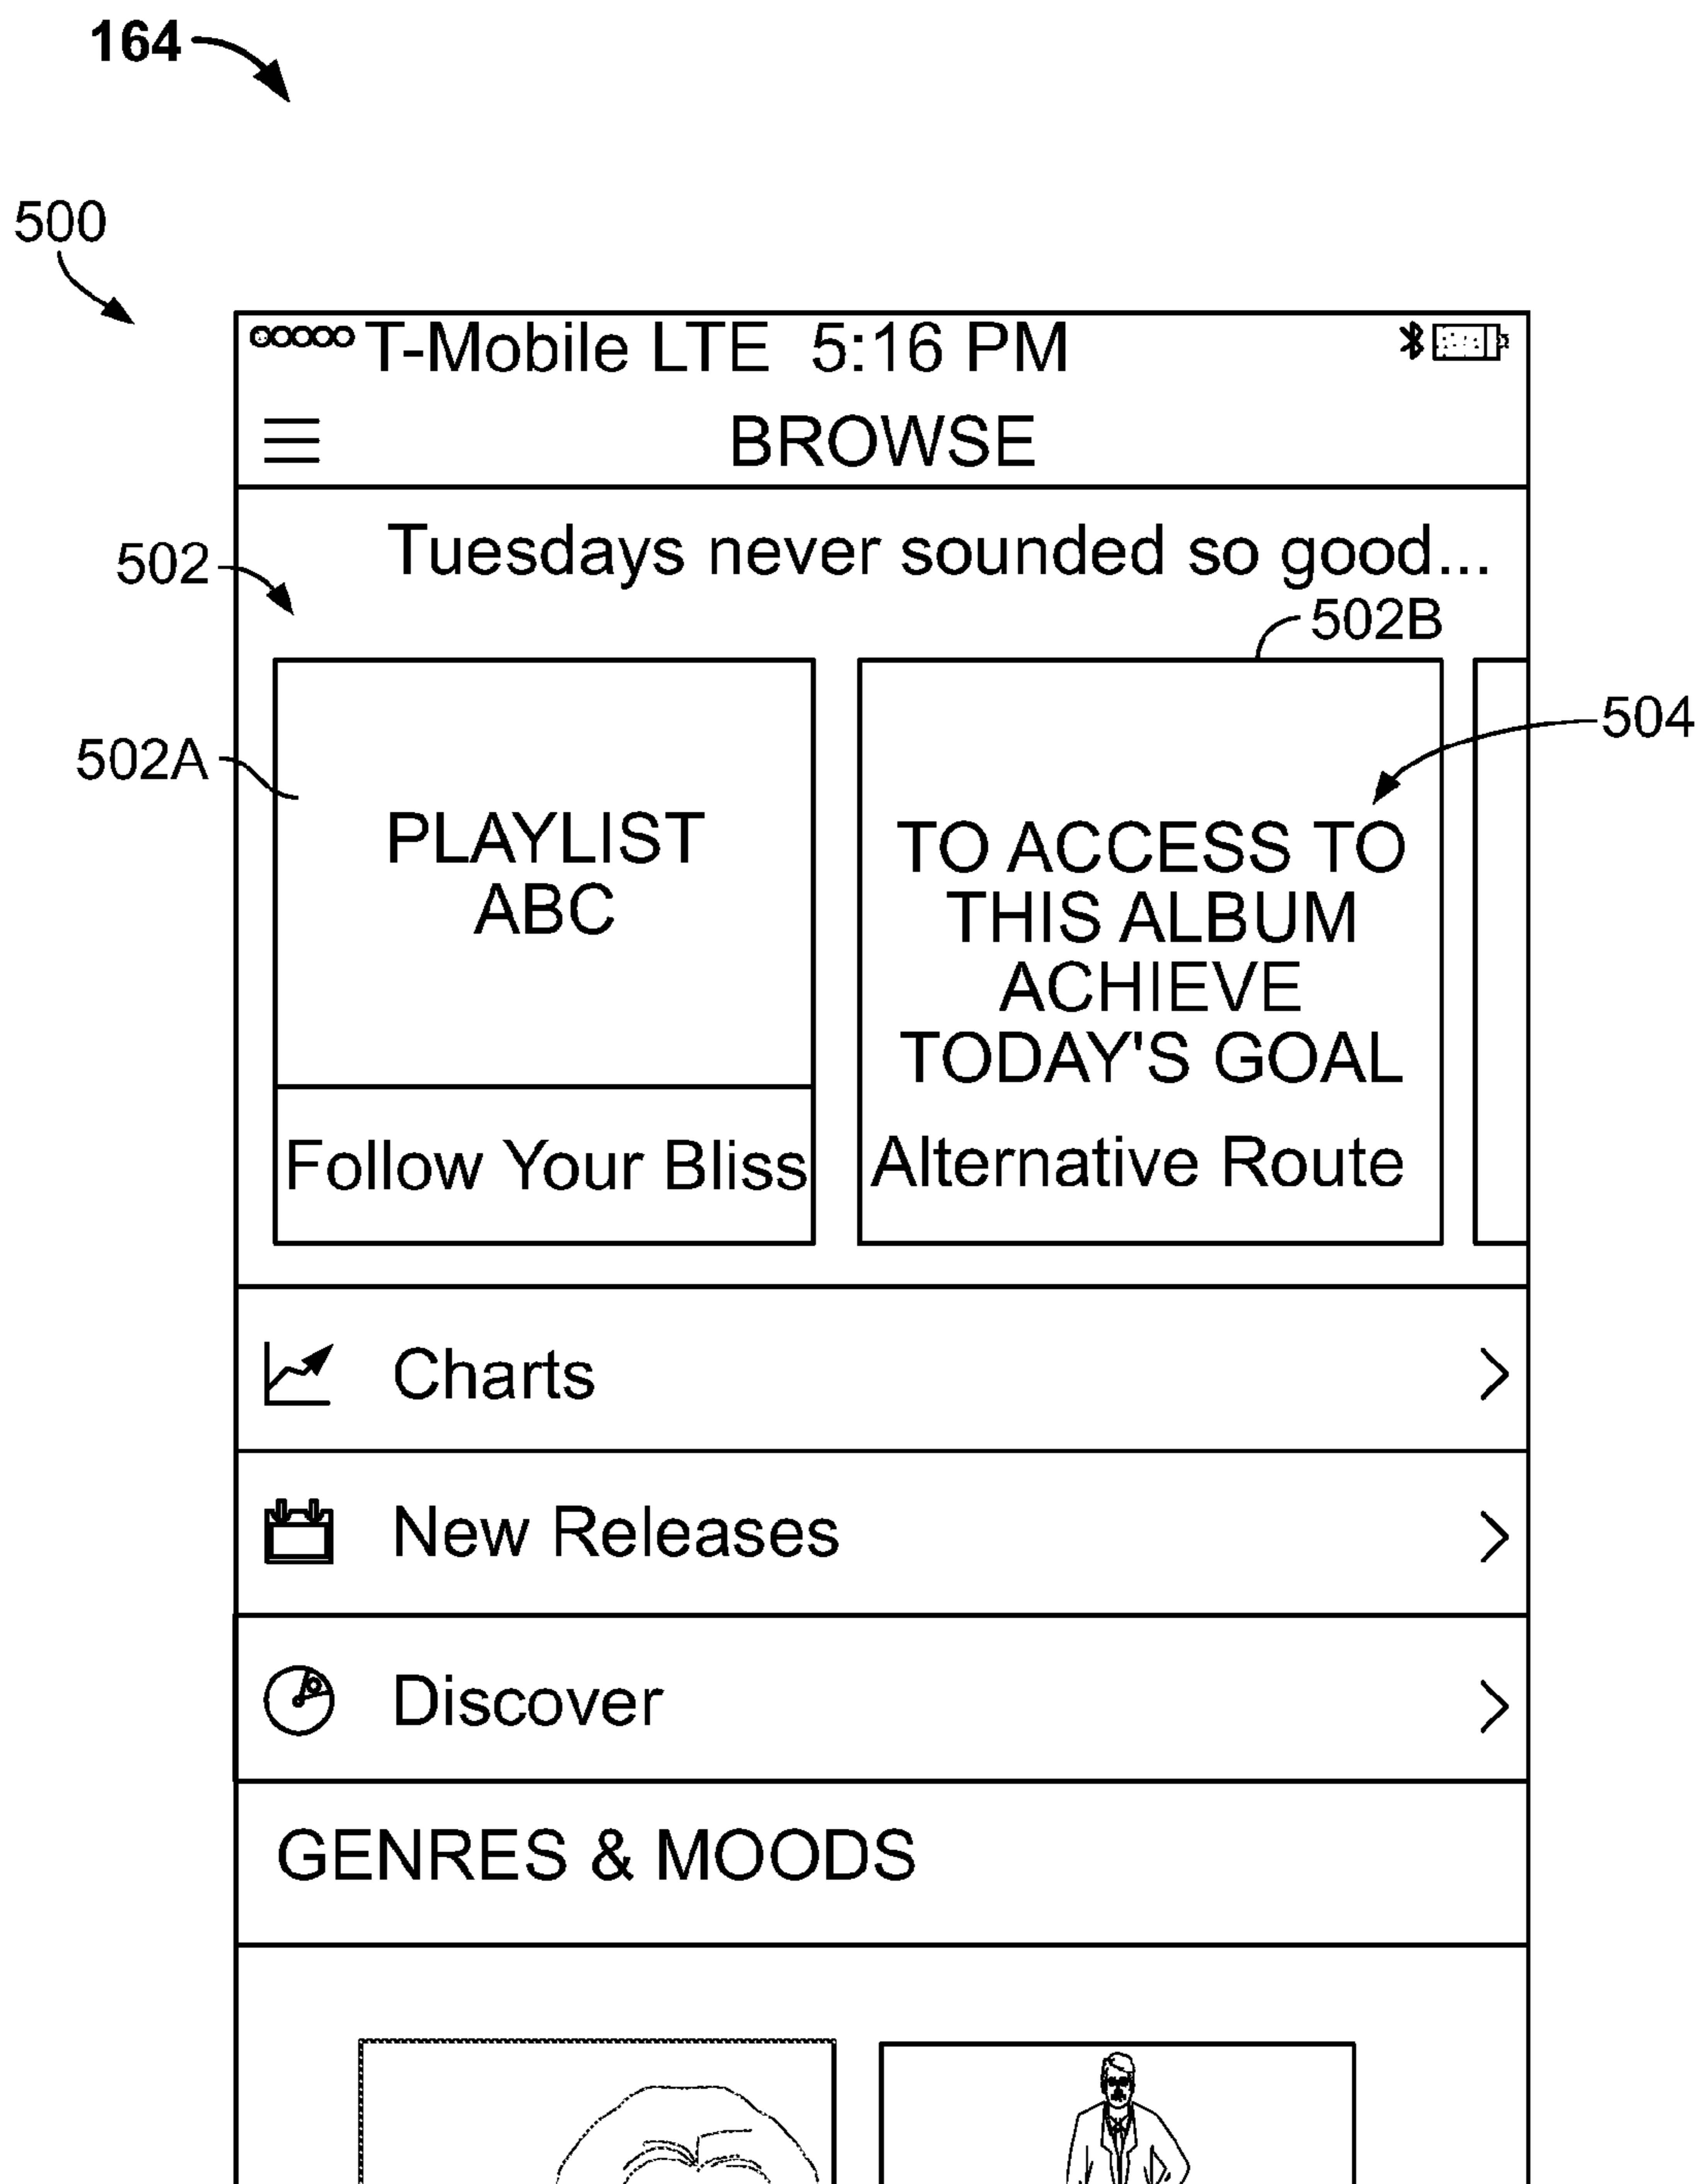 164
500
T-Mobile LTE 5:16 PM
BROWSE
Tuesdays never sounded so good...
502
502B
504
502A
PLAYLIST
ABC
Follow Your Bliss
TO ACCESS TO
THIS ALBUM
ACHIEVE
TODAY'S GOAL
Alternative Route
Charts
New Releases
Discover
GENRES & MOODS